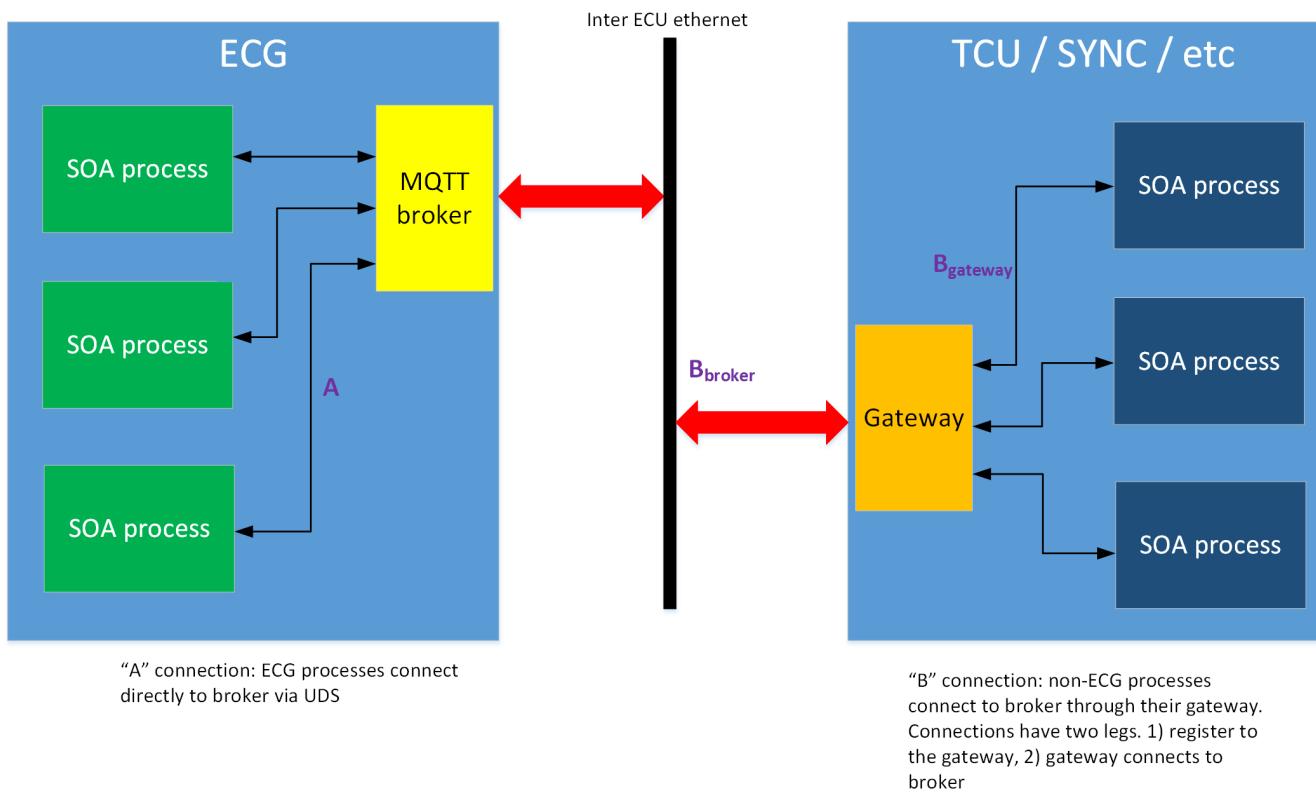 Inter ECU ethernet
ECG
TCU / SYNC / etc
SOA process
SOA process
SOA process
MQTT
broker
A
B broker
B gateway
Gateway
SOA process
SOA process
SOA process
“A” connection: ECG processes connect
directly to broker via UDS
“B” connection: non-ECG processes
connect to broker through their gateway.
Connections have two legs. 1) register to
the gateway, 2) gateway connects to
broker